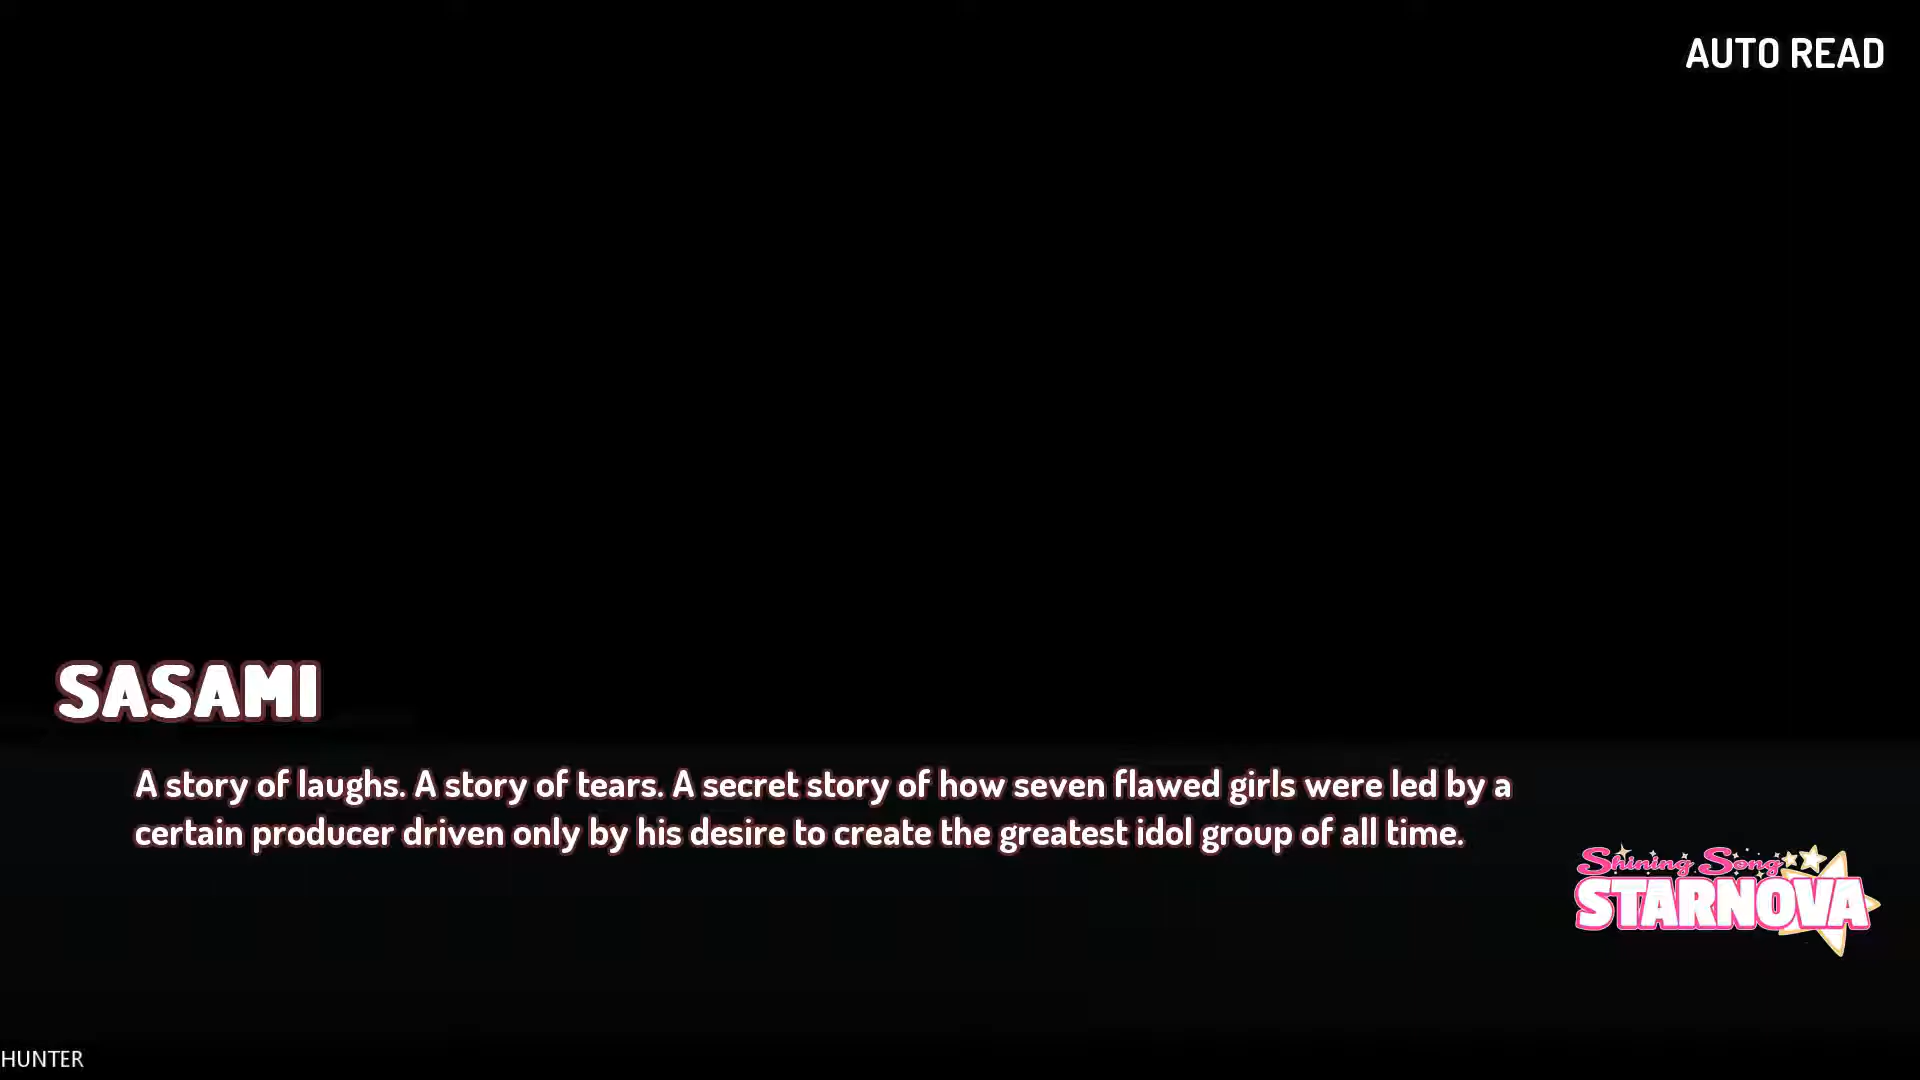 AUTO READ
SASAMI
A story of laughs. A story of tears. A secret story of how seven flawed girls were led by a
certain producer driven only by his desire to create the greatest idol group of all time.
Shining Song
STARNOVA
HUNTER